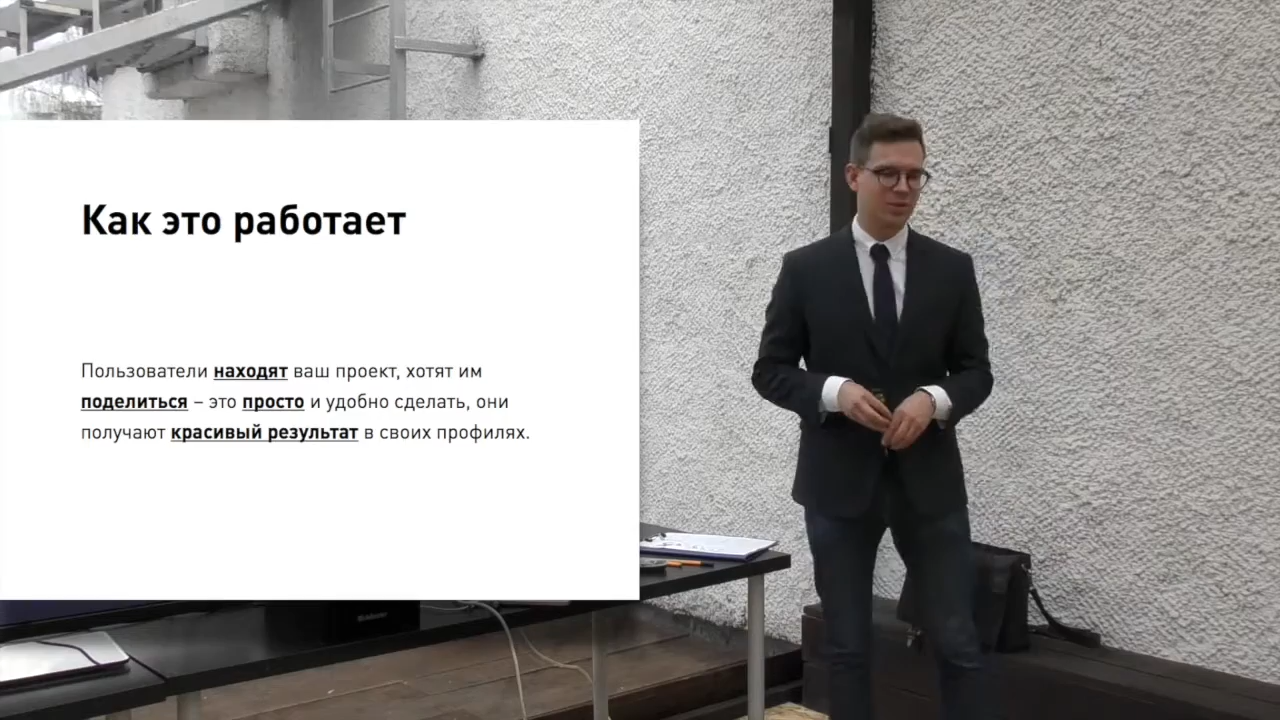 Как это работает
Пользователи находят ваш проект, хотят им
поделиться – это просто и удобно сделать, они
получают красивый результат в своих профилях.